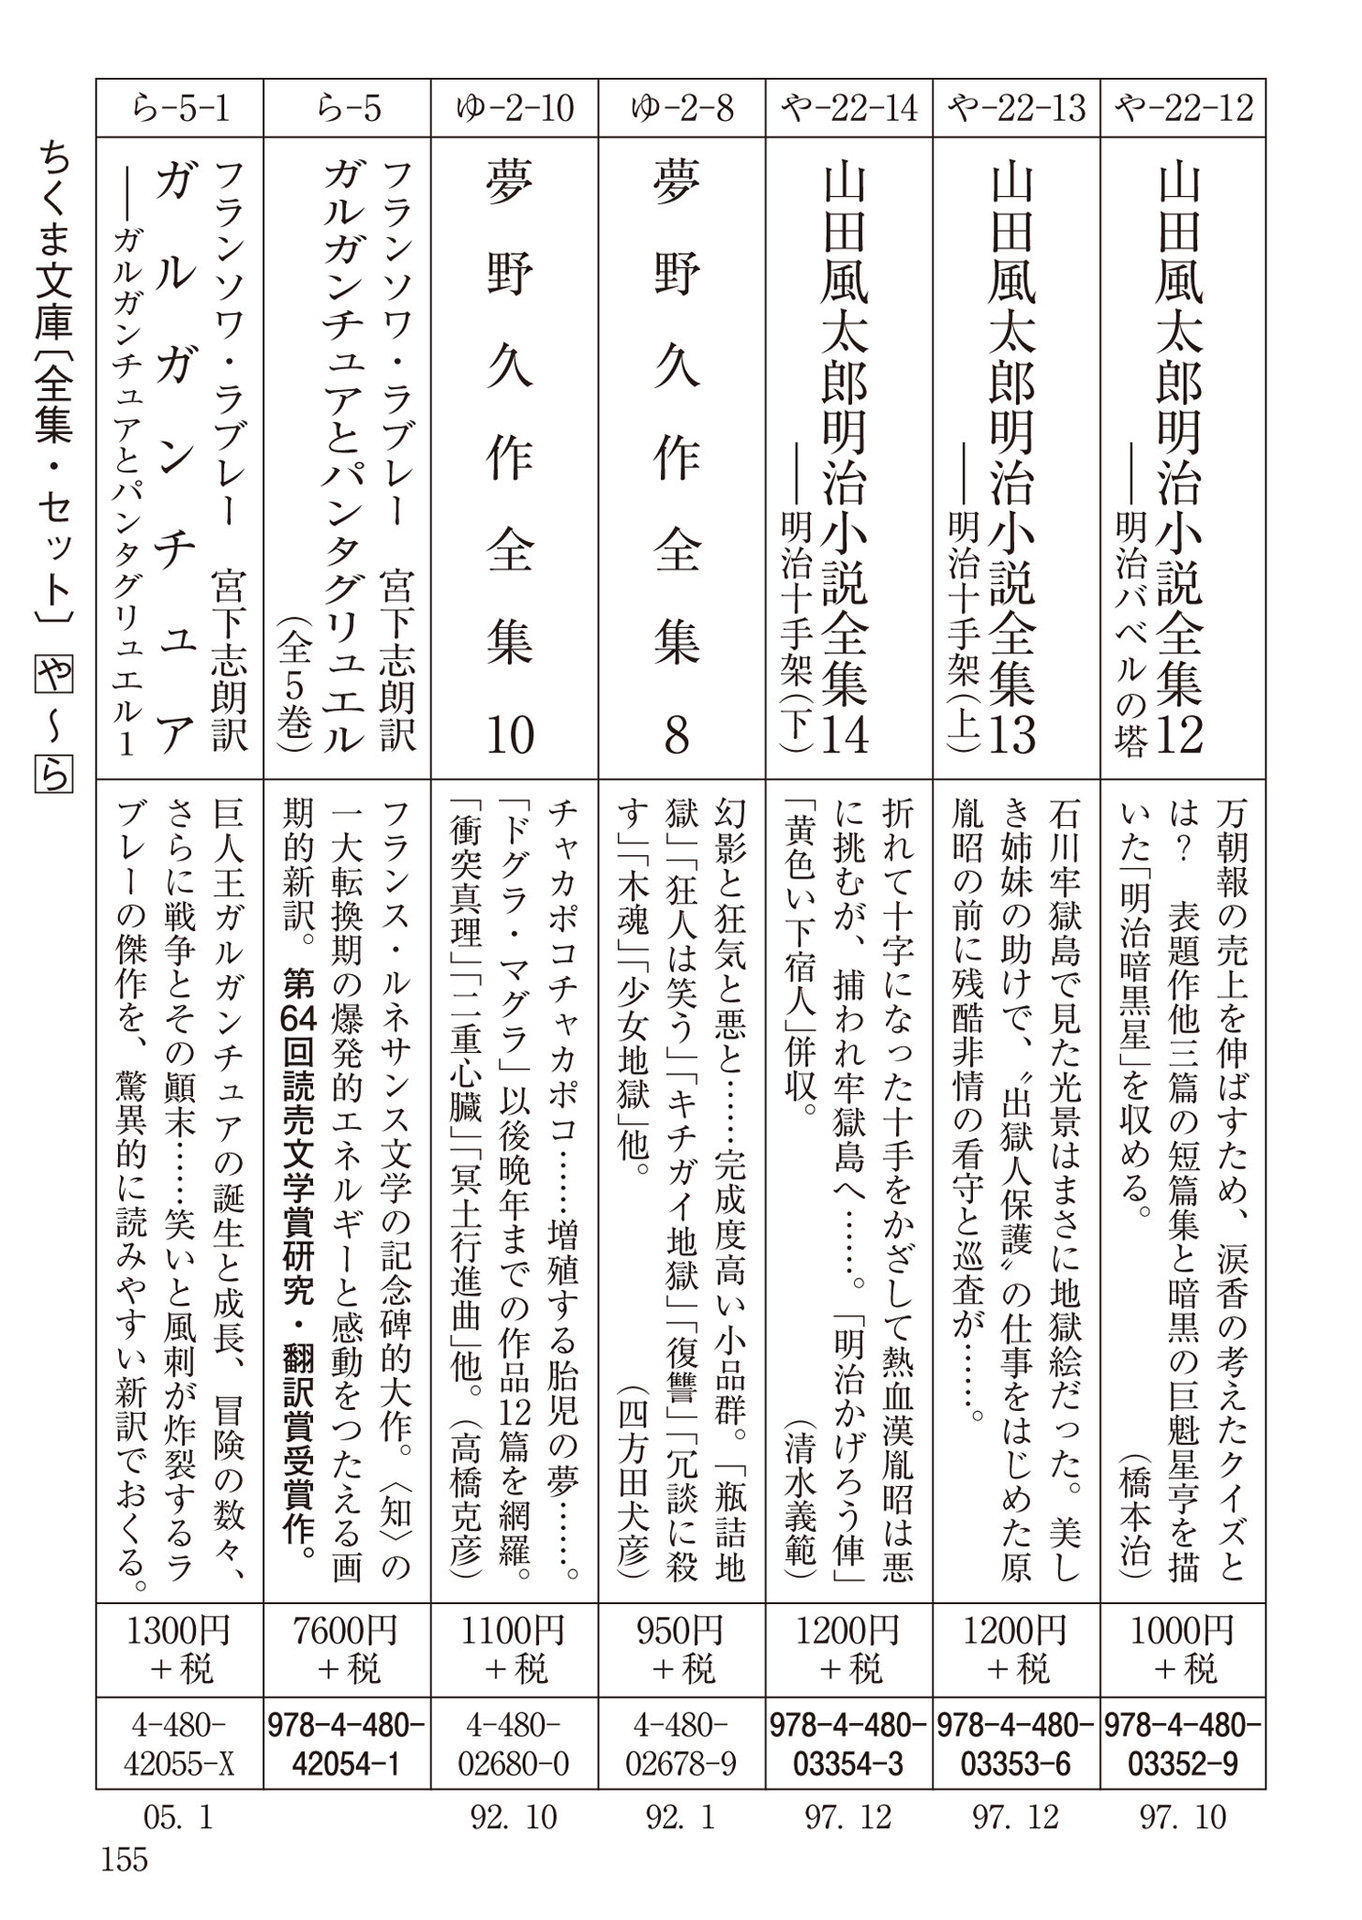 や-22-12
山田風太郎明治小説全集12
――明治バベルの塔
万朝報の売上を伸ばすため、涙香の考えたクイズと
は？　表題作他三篇の短篇集と暗黒の巨魁星亨を描
いた「明治暗黒星」を収める。　（橋本治）
1000円
＋税
978-4-480-
03352-9
97. 10
や-22-13
山田風太郎明治小説全集13
――明治十手架（上）
石川牢獄島で見た光景はまさに地獄絵だった。美し
き姉妹の助けで、〝出獄人保護〟の仕事をはじめた原
胤昭の前に残酷非情の看守と巡査が……。
1200円
＋税
978-4-480-
03353-6
97. 12
や-22-14
山田風太郎明治小説全集14
――明治十手架（下）
折れて十字になった十手をかざして熱血漢胤昭は悪
に挑むが、捕われ牢獄島へ……。「明治かげろう俥」
「黄色い下宿人」併収。　（清水義範）
1200円
＋税
978-4-480-
03354-3
97. 12
ゆ-2-8
夢野久作全集　8
幻影と狂気と悪と……完成度高い小品群。「瓶詰地
獄」「狂人は笑う」「キチガイ地獄」「復讐」「冗談に殺
す」「木魂」「少女地獄」他。　（四方田犬彦）
950円
＋税
4-480-
02678-9
92. 1
ゆ-2-10
夢野久作全集　10
チャカポコチャカポコ……増殖する胎児の夢……。
「ドグラ・マグラ」以後晩年までの作品12篇を網羅。
「衝突真理」「二重心臓」「冥土行進曲」他。（高橋克彦）
1100円
＋税
4-480-
02680-0
92. 10
ら-5
フランソワ・ラブレー　宮下志朗訳
ガルガンチュアとパンタグリュエル
（全5巻）
フランス・ルネサンス文学の記念碑的大作。〈知〉の
一大転換期の爆発的エネルギーと感動をつたえる画
期的新訳。第64回読売文学賞研究・翻訳賞受賞作。
7600円
＋税
978-4-480-
42054-1
ら-5-1
フランソワ・ラブレー　宮下志朗訳
ガルガンチュア
――ガルガンチュアとパンタグリュエル1
巨人王ガルガンチュアの誕生と成長、冒険の数々、
さらに戦争とその顚末……笑いと風刺が炸裂するラ
ブレーの傑作を、驚異的に読みやすい新訳でおくる。
1300円
＋税
4-480-
42055-X
05. 1
ちくま文庫〔全集・セット〕や～ら
155